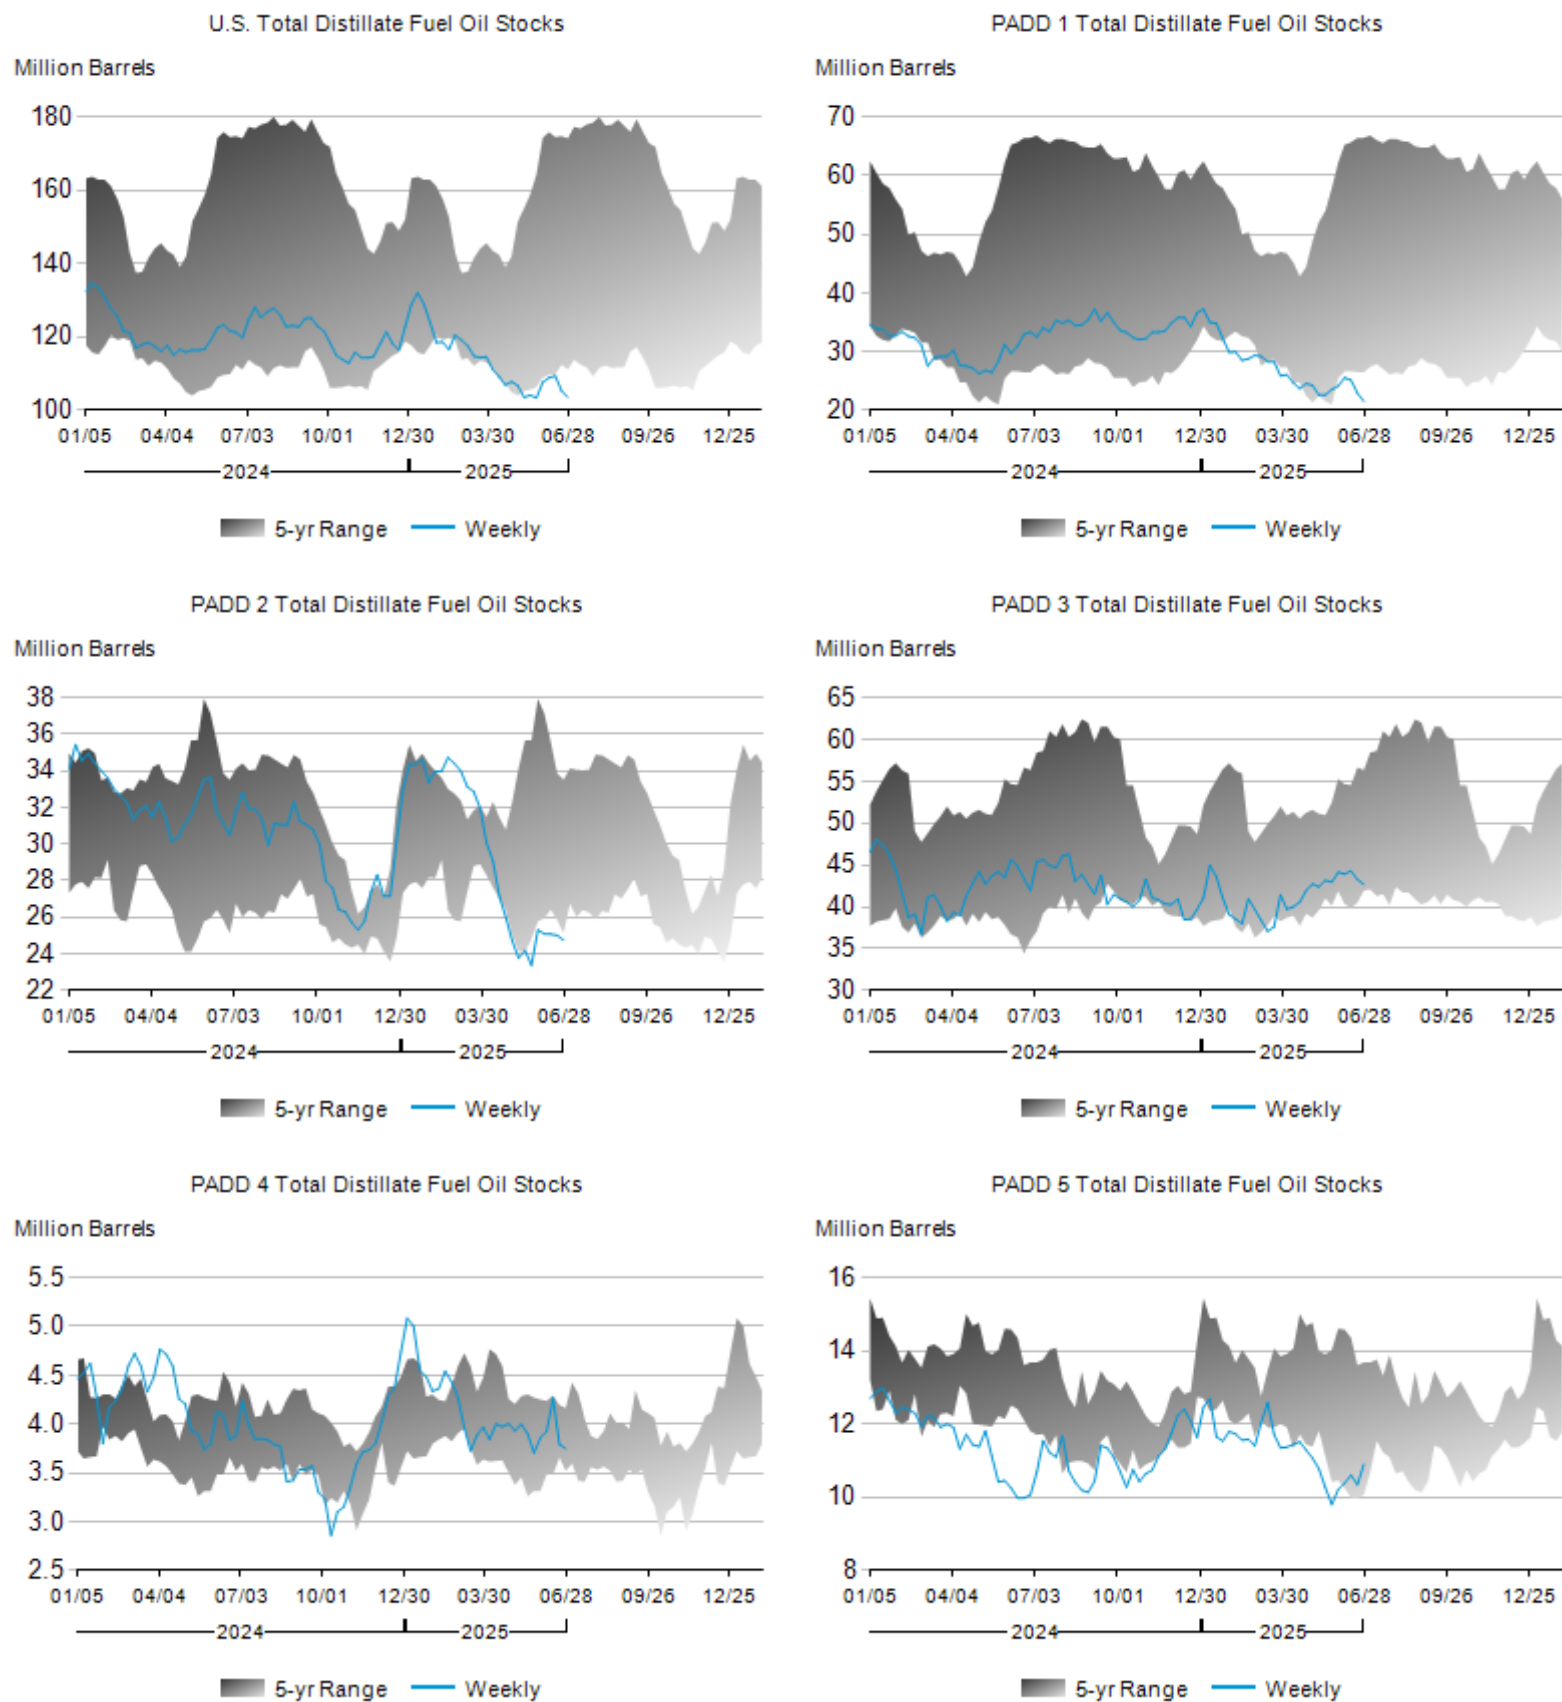 U.S. Total Distillate Fuel Oil Stocks
Million Barrels
180
160
140
120
100
01/05 04/04 07/03 10/01 12/30 03/30 06/28 09/26 12/25
2024 2025
5-yr Range Weekly
PADD 1 Total Distillate Fuel Oil Stocks
Million Barrels
70
60
50
40
30
20
01/05 04/04 07/03 10/01 12/30 03/30 06/28 09/26 12/25
2024 2025
5-yr Range Weekly
PADD 2 Total Distillate Fuel Oil Stocks
Million Barrels
38
36
34
32
30
28
26
24
22
01/05 04/04 07/03 10/01 12/30 03/30 06/28 09/26 12/25
2024 2025
5-yr Range Weekly
PADD 3 Total Distillate Fuel Oil Stocks
Million Barrels
65
60
55
50
45
40
35
30
01/05 04/04 07/03 10/01 12/30 03/30 06/28 09/26 12/25
2024 2025
5-yr Range Weekly
PADD 4 Total Distillate Fuel Oil Stocks
Million Barrels
5.5
5.0
4.5
4.0
3.5
3.0
2.5
01/05 04/04 07/03 10/01 12/30 03/30 06/28 09/26 12/25
2024 2025
5-yr Range Weekly
PADD 5 Total Distillate Fuel Oil Stocks
Million Barrels
16
14
12
10
8
01/05 04/04 07/03 10/01 12/30 03/30 06/28 09/26 12/25
2024 2025
5-yr Range Weekly